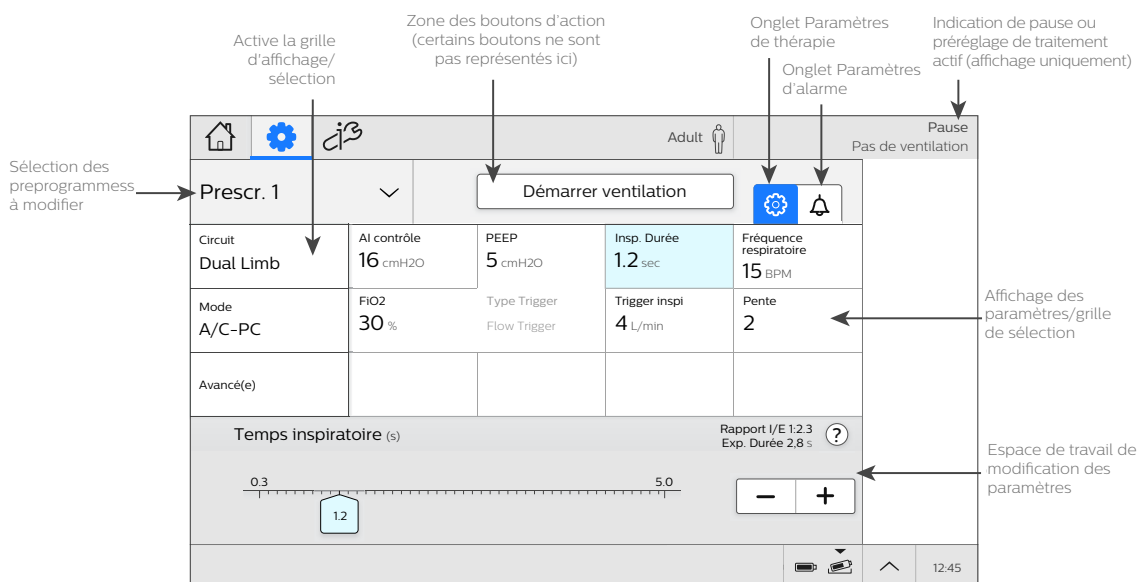 Zone des boutons d'action
(certains boutons ne sont
pas représentés ici)
Onglet Paramètres
de thérapie
Indication de pause ou
préréglage de traitement
actif (affichage uniquement)
Active la grille
d'affichage/
sélection
Onglet Paramètres
d'alarme
Adult
Pause
Pas de ventilation
Sélection des
preprogrammess
à modifier
Prescr. 1
Démarrer ventilation
Circuit
Dual Limb
AI contrôle
16 cmH2O
PEEP
5 cmH2O
Insp. Durée
1.2 sec
Fréquence
respiratoire
15 BPM
Mode
A/C-PC
FiO2
30 %
Type Trigger
Flow Trigger
Trigger inspi
4 L/min
Pente
2
Affichage des
paramètres/grille
de sélection
Avancé(e)
Temps inspiratoire (s)
Rapport I/E 1:2.3
Exp. Durée 2,8 s
?
Espace de travail de
modification des
paramètres
0.3
5.0
1.2
− +
12:45